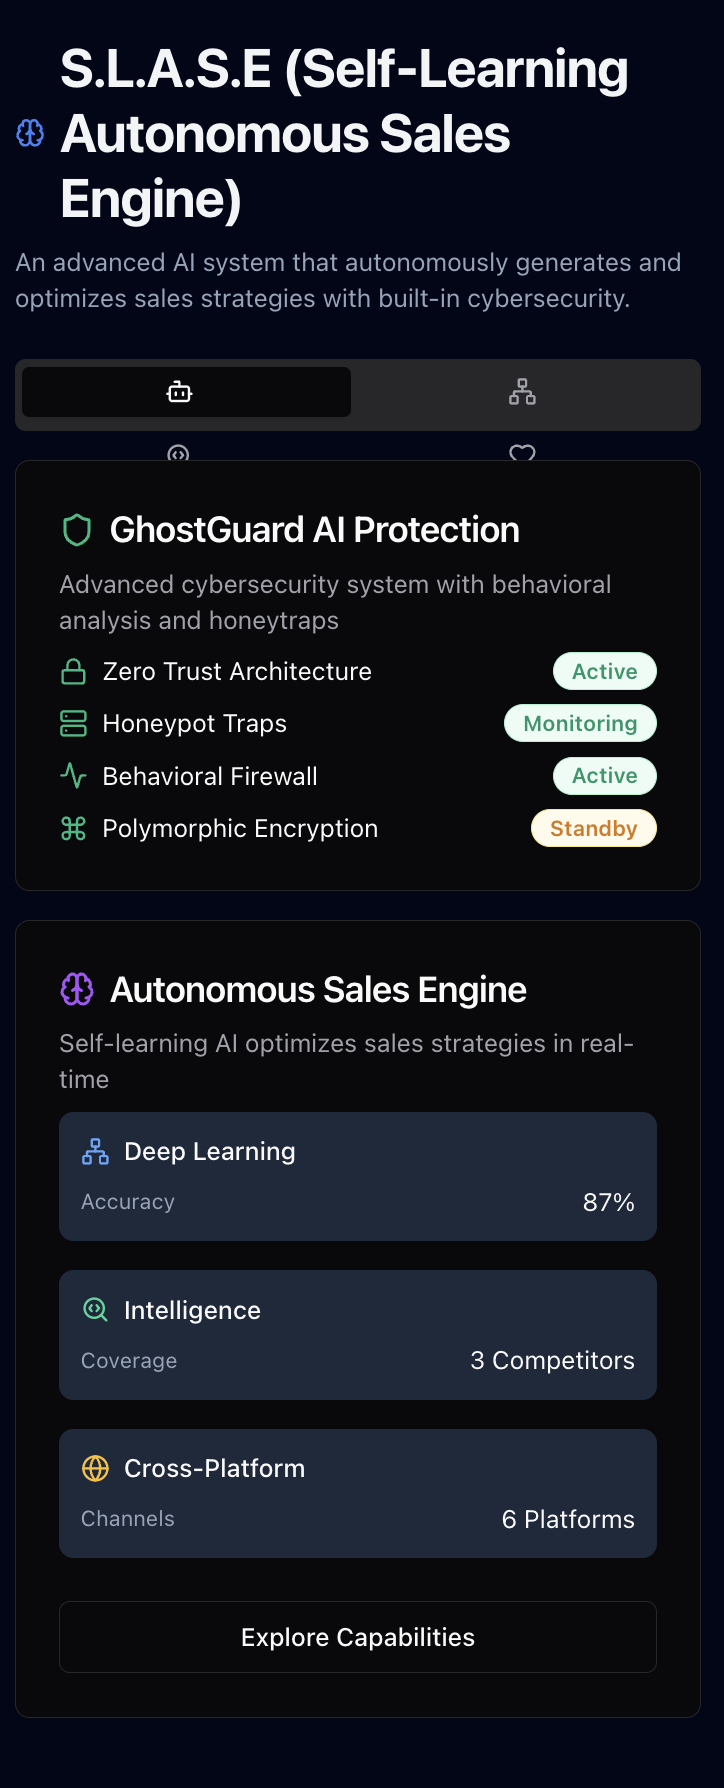 S.L.A.S.E (Self-Learning
Autonomous Sales
Engine)
An advanced AI system that autonomously generates and
optimizes sales strategies with built-in cybersecurity.
GhostGuard AI Protection
Advanced cybersecurity system with behavioral
analysis and honeytraps
Zero Trust Architecture Active
Honeypot Traps Monitoring
Behavioral Firewall Active
Polymorphic Encryption Standby
Autonomous Sales Engine
Self-learning AI optimizes sales strategies in real-
time
Deep Learning
Accuracy 87%
Intelligence
Coverage 3 Competitors
Cross-Platform
Channels 6 Platforms
Explore Capabilities